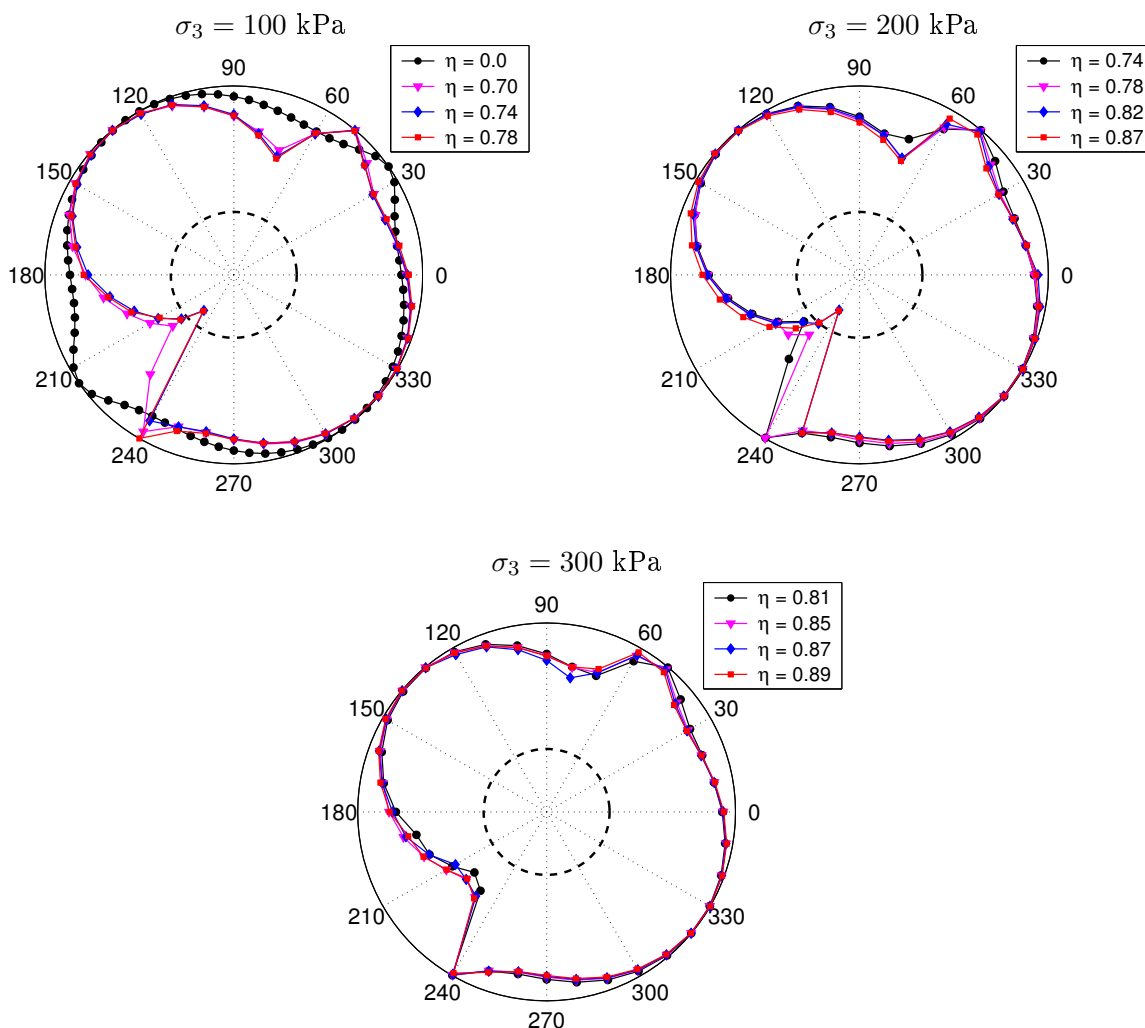 σ₃ = 100 kPa
η = 0.0
η = 0.70
η = 0.74
η = 0.78
90
120
60
150
30
180
0
210
330
240
300
270
σ₃ = 200 kPa
η = 0.74
η = 0.78
η = 0.82
η = 0.87
90
120
60
150
30
180
0
210
330
240
300
270
σ₃ = 300 kPa
η = 0.81
η = 0.85
η = 0.87
η = 0.89
90
120
60
150
30
180
0
210
330
240
300
270